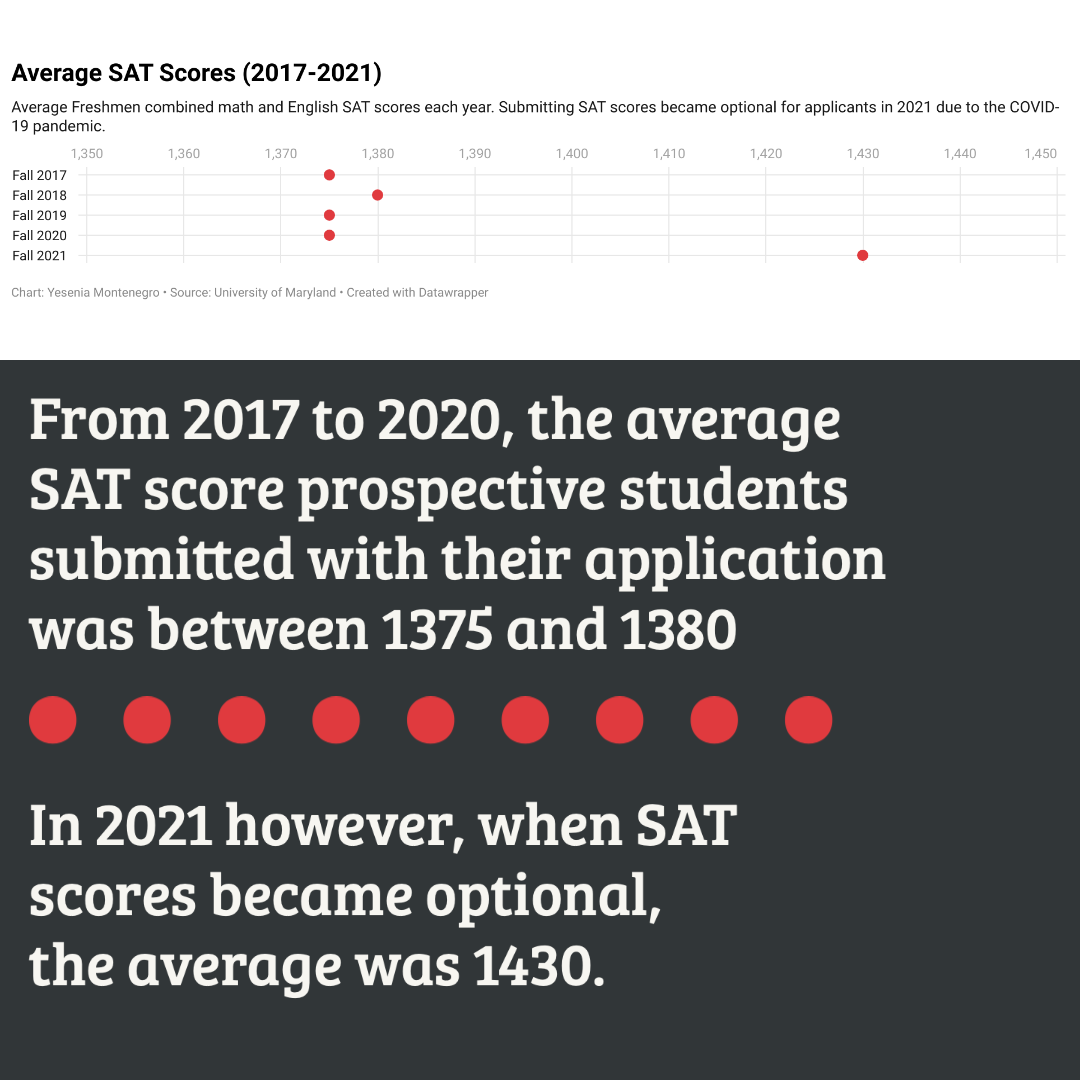 Average SAT Scores (2017-2021)
Average Freshmen combined math and English SAT scores each year. Submitting SAT scores became optional for applicants in 2021 due to the COVID-
19 pandemic.
1,350 1,360 1,370 1,380 1,390 1,400 1,410 1,420 1,430 1,440 1,450
Fall 2017
Fall 2018
Fall 2019
Fall 2020
Fall 2021
Chart: Yesenia Montenegro • Source: University of Maryland • Created with Datawrapper
From 2017 to 2020, the average
SAT score prospective students
submitted with their application
was between 1375 and 1380
In 2021 however, when SAT
scores became optional,
the average was 1430.